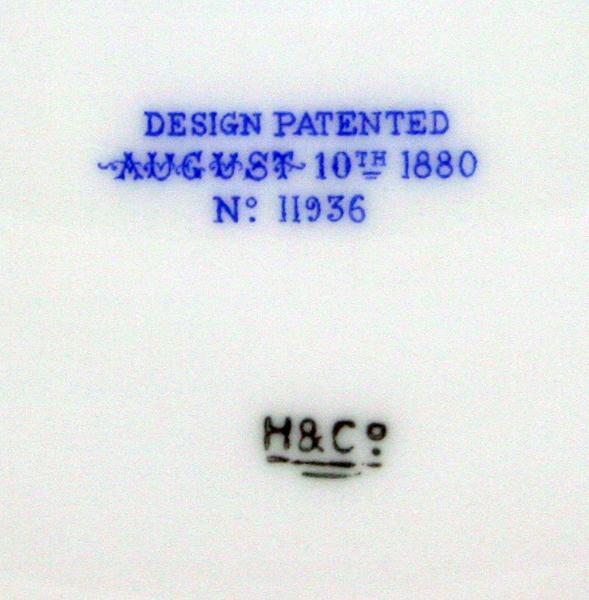 DESIGN PATENTED
AUGUST 10TH 1880
Nº 11936
H&Cº